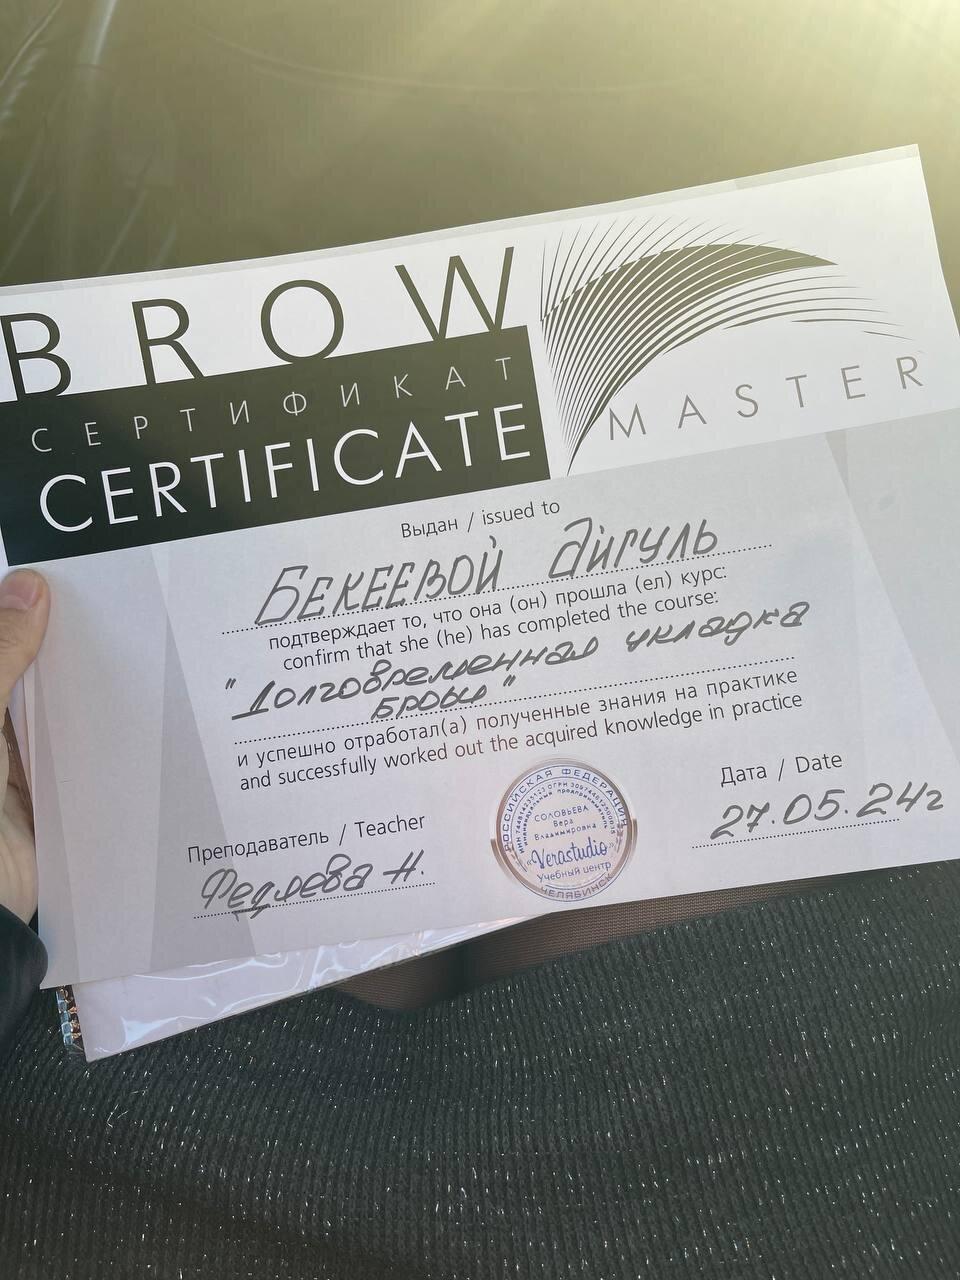 BROW
СЕРТИФИКАТ
CERTIFICATE
MASTER
Выдан / issued to
БЕКЕЕВОЙ Айгуль
подтверждает то, что она (он) прошла (ел) курс:
confirm that she (he) has completed the course:
"Долговременная укладка
бровей"
и успешно отработал(а) полученные знания на практике
and successfully worked out the acquired knowledge in practice
Преподаватель / Teacher
Федяева Н.
РОССИЙСКАЯ ФЕДЕРАЦИЯ
индивидуальный предприниматель
СОЛОВЬЕВА
Вера
Владимировна
«Verastudio»
Учебный центр
ЧЕЛЯБИНСК
Дата / Date
27.05.24г